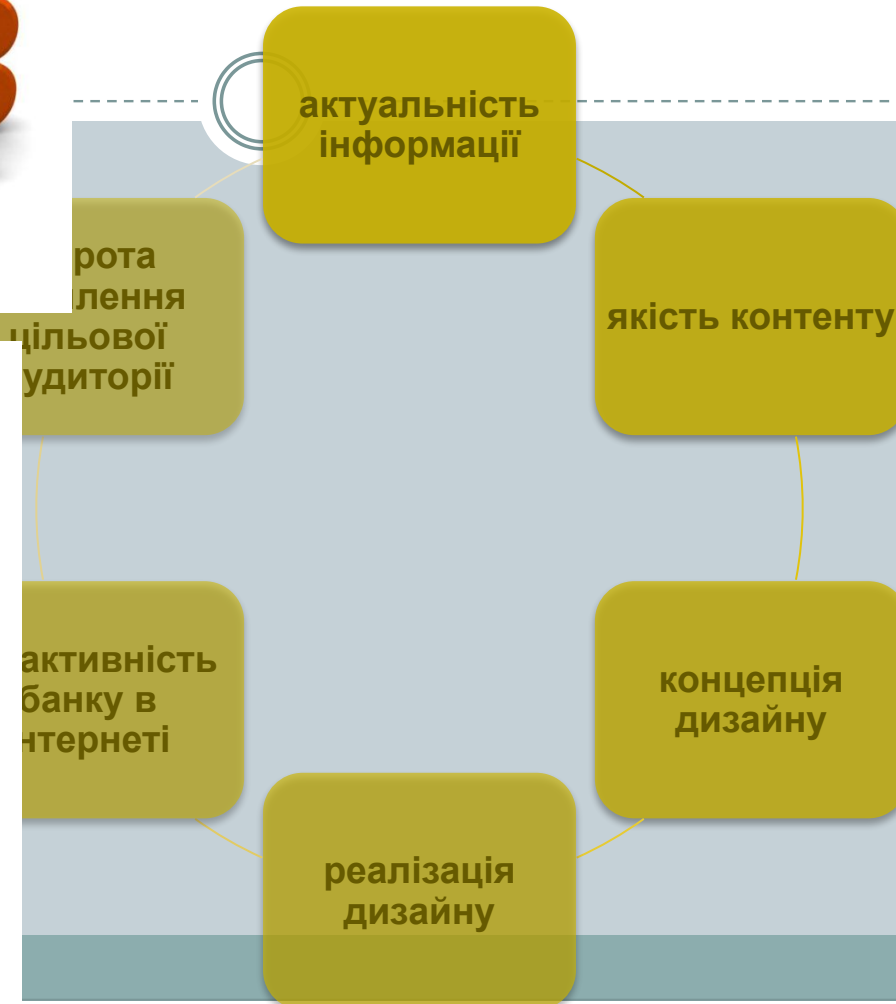 актуальність
інформації
якість контенту
концепція
дизайну
реалізація
дизайну
активність
банку в
цільової